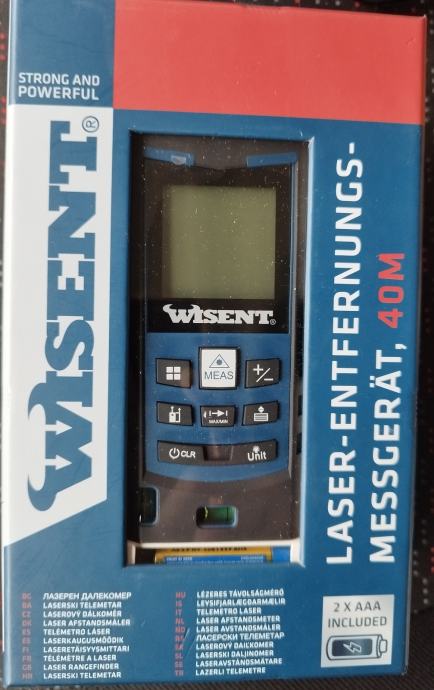 STRONG AND
POWERFUL
WISENT®
LASER-ENTFERNUNGS-
MESSGERÄT, 40M
WISENT®
MEAS
+/-
MAX/MIN
CLR
Unit
BG ЛАЗЕРЕН ДАЛЕКОМЕР
BA LASERSKI TELEMETAR
CZ LASEROVÝ DÁLKOMĚR
DK LASER AFSTANDSMÅLER
ES TELÉMETRO LÁSER
EE LASERKAUGUSMÕÕDIK
FI LASERETÄISYYSMITTARI
FR TÉLÉMÈTRE À LASER
GB LASER RANGEFINDER
HR LASERSKI TELEMETAR
HU LÉZERES TÁVOLSÁGMÉRŐ
IS LEYSIFJARLÆGÐARMÆLIR
IT TELEMETRO LASER
NL LASER AFSTANDSMETER
NO LASER AVSTANDSMÅLER
ЛАСЕРСКИ ТЕЛЕМЕТАР
LASEROVÝ DIAĽKOMER
LASERSKI DALJINOMER
SE LASERAVSTÅNDSMÄTARE
TR LAZERLI TELEMETRE
2 X AAA
INCLUDED